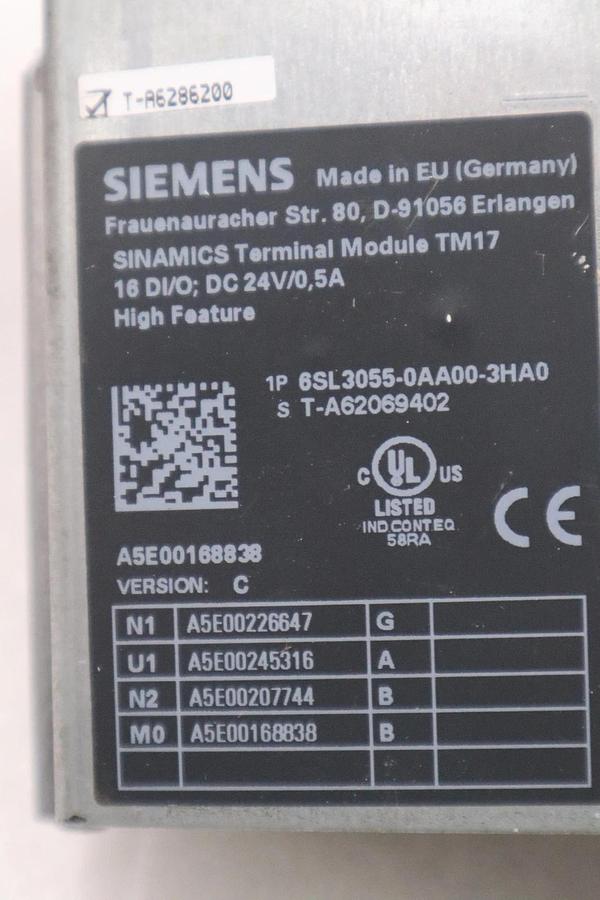 T-A6286200
SIEMENS Made in EU (Germany)
Frauenauracher Str. 80, D-91056 Erlangen
SINAMICS Terminal Module TM17
16 DI/O; DC 24V/0,5A
High Feature
1P 6SL3055-0AA00-3HA0
S T-A62069402
C UL US
LISTED
IND.CONT.EQ.
58RA
CE
A5E00168838
VERSION: C
N1 A5E00226647 G
U1 A5E00245316 A
N2 A5E00207744 B
M0 A5E00168838 B